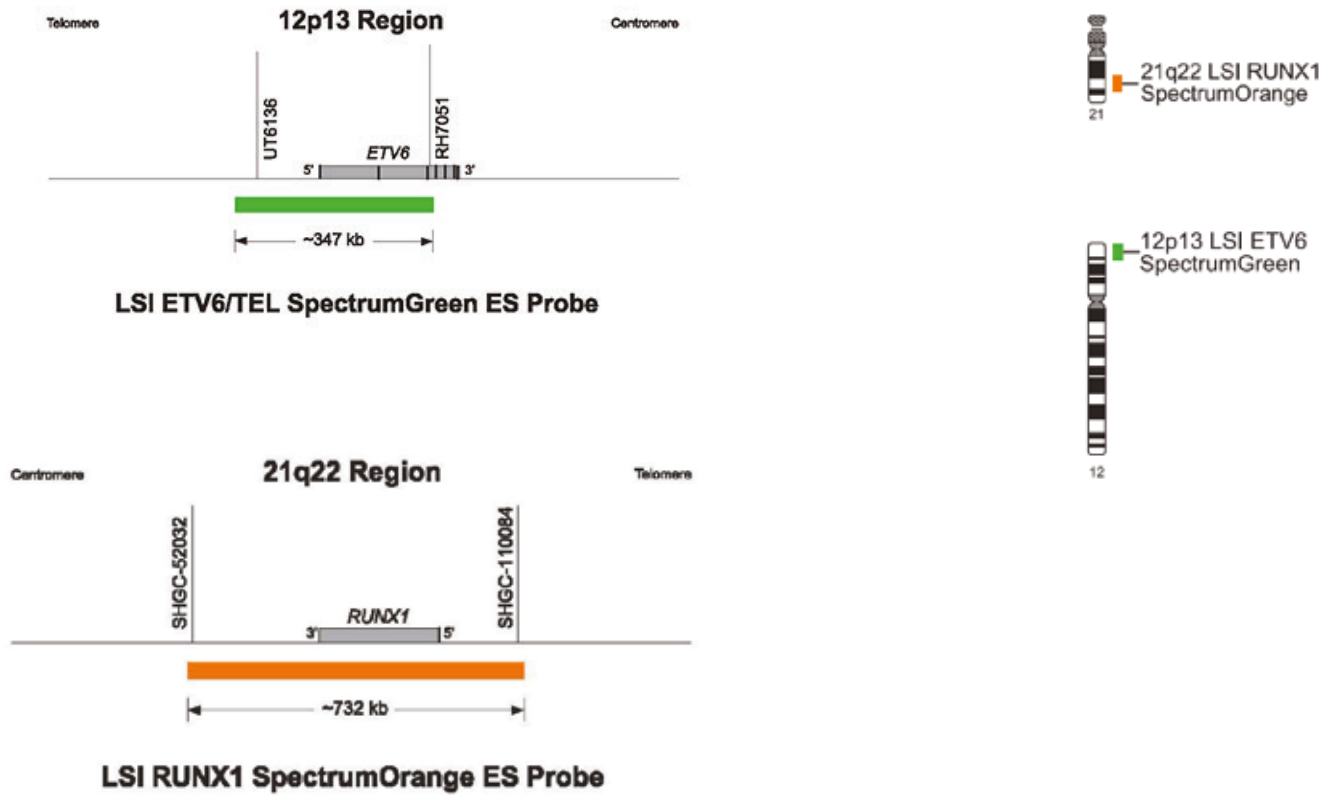 Telomere
12p13 Region
Centromere
UT6136
ETV6
RH7051
5'
3'
~347 kb
LSI ETV6/TEL SpectrumGreen ES Probe
21q22 LSI RUNX1
SpectrumOrange
21
12p13 LSI ETV6
SpectrumGreen
12
Centromere
21q22 Region
Telomere
SHGC-52032
RUNX1
SHGC-110084
3'
5'
~732 kb
LSI RUNX1 SpectrumOrange ES Probe